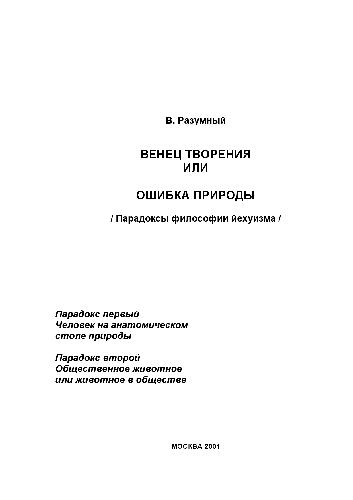 В. Разумный
ВЕНЕЦ ТВОРЕНИЯ
ИЛИ
ОШИБКА ПРИРОДЫ
/ Парадоксы философии йехуизма /
Парадокс первый
Человек на анатомическом
столе природы
Парадокс второй
Общественное животное
или животное в обществе
МОСКВА 2001